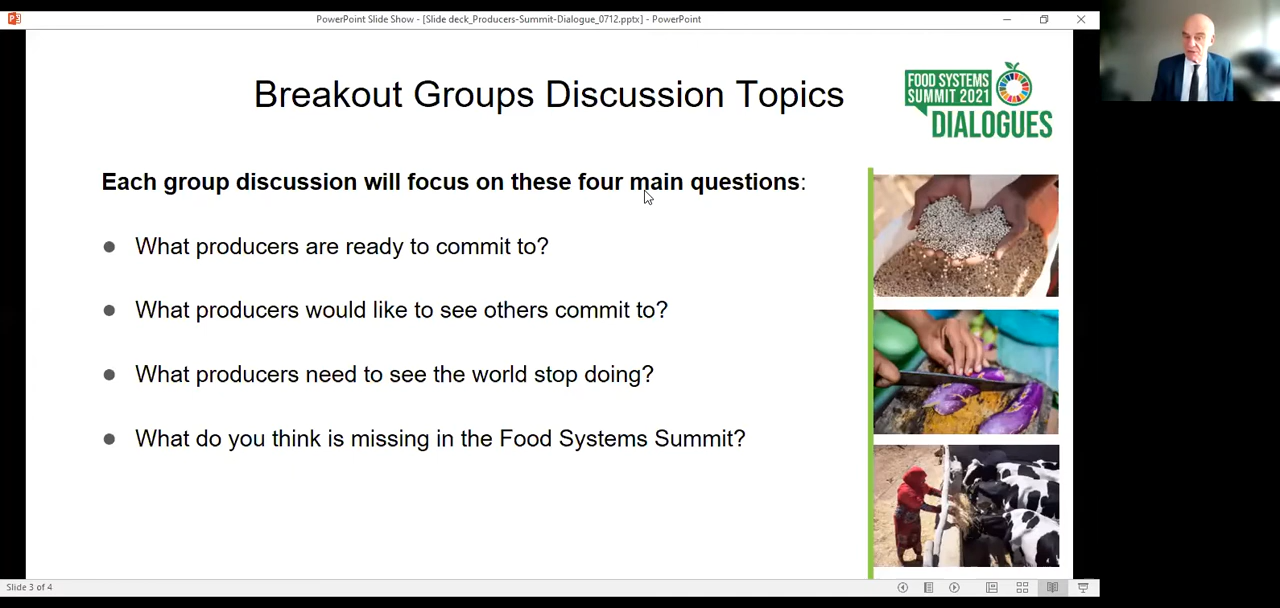 PowerPoint Slide Show - [Slide deck_Producers-Summit-Dialogue_0712.pptx] - PowerPoint
Breakout Groups Discussion Topics
FOOD SYSTEMS
SUMMIT 2021
DIALOGUES
Each group discussion will focus on these four main questions:
● What producers are ready to commit to?
● What producers would like to see others commit to?
● What producers need to see the world stop doing?
● What do you think is missing in the Food Systems Summit?
Slide 3 of 4